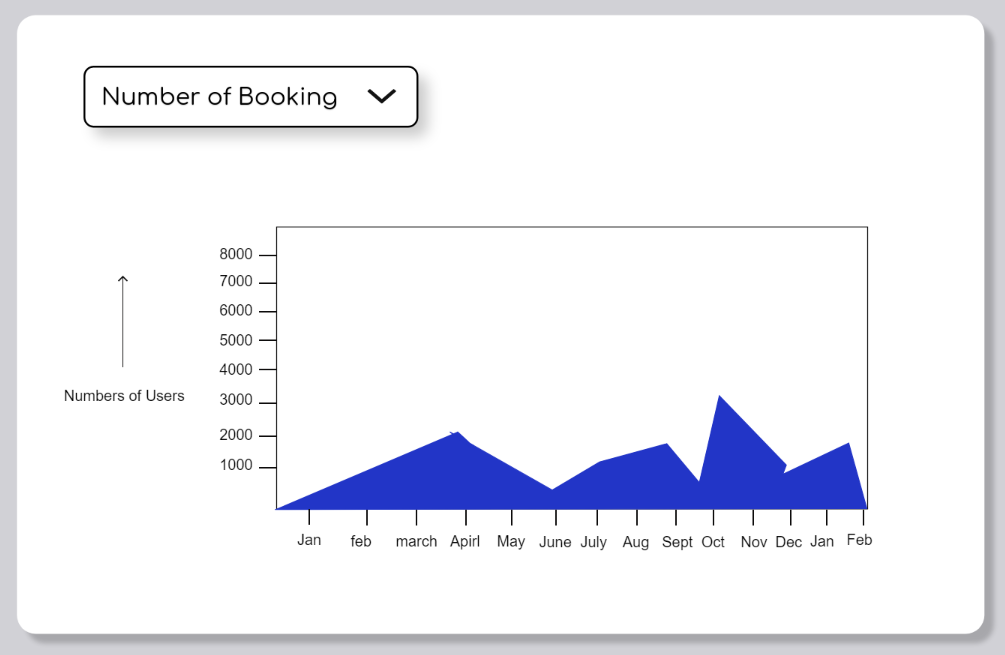 Number of Booking
8000
7000
6000
5000
4000
Numbers of Users
3000
2000
1000
Jan feb march Apirl May June July Aug Sept Oct Nov Dec Jan Feb